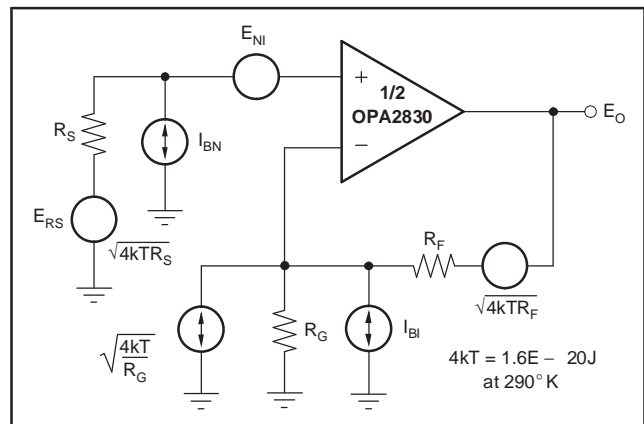 E_NI
+
1/2
OPA2830
−
E_O
R_S
I_BN
E_RS
√4kTR_S
R_F
√4kTR_F
√4kT/R_G
R_G
I_BI
4kT = 1.6E − 20J
at 290°K